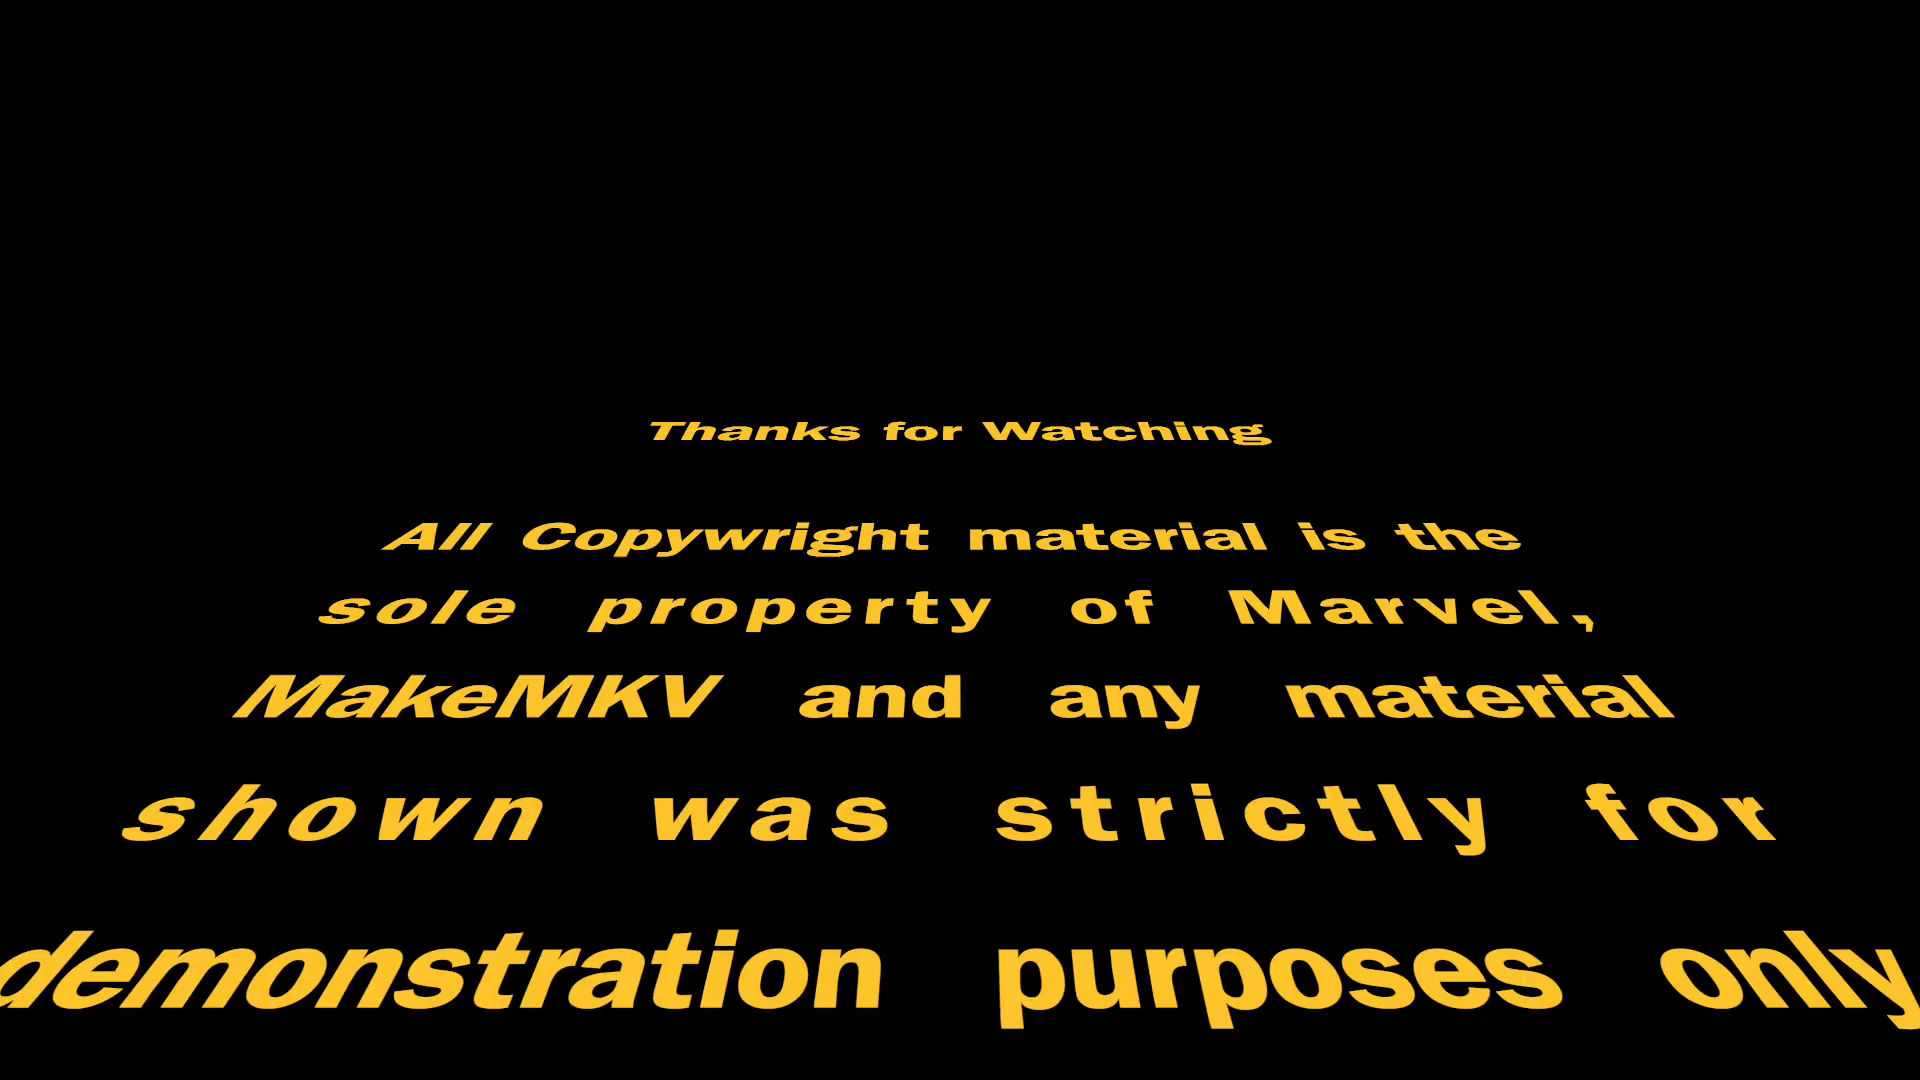 Thanks for Watching
All Copywright material is the
sole property of Marvel,
MakeMKV and any material
shown was strictly for
demonstration purposes only